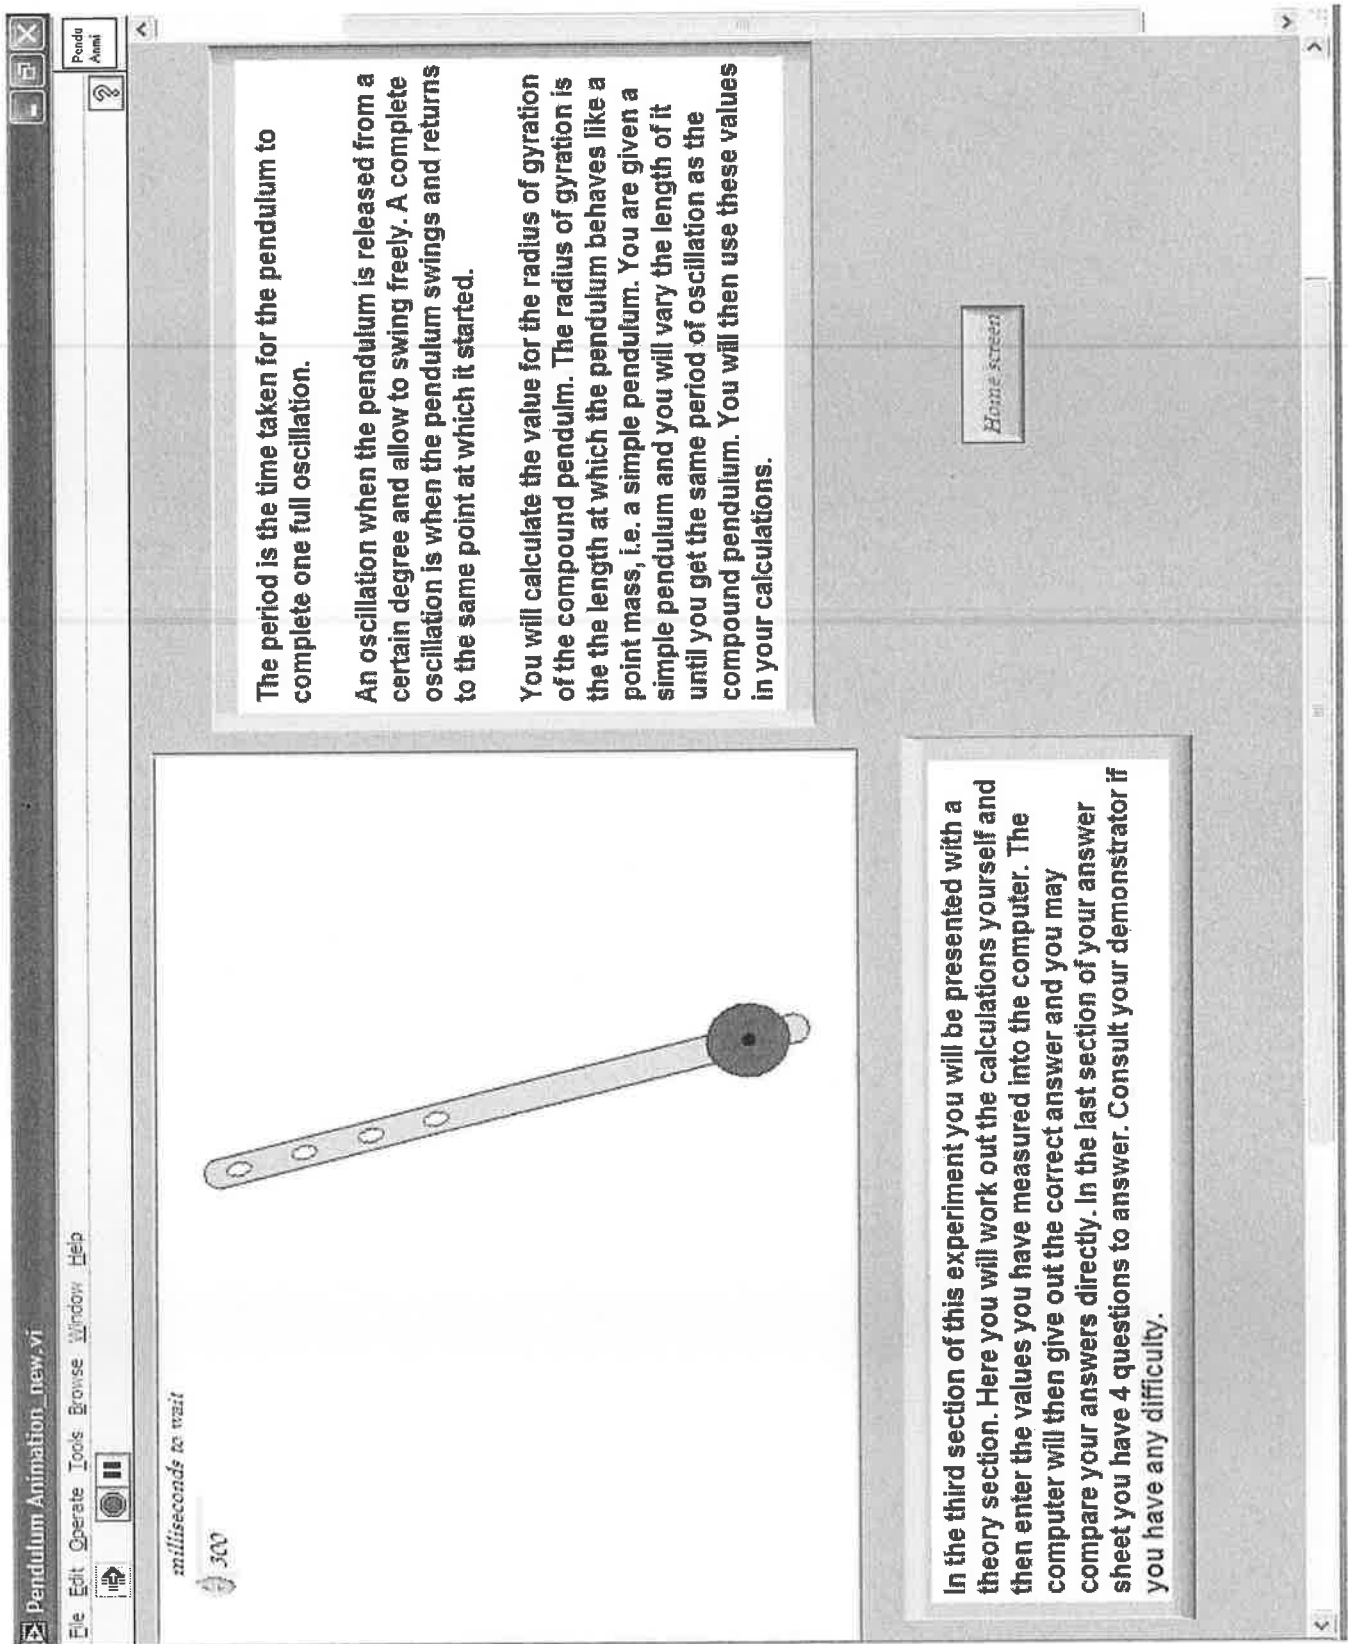 Pendulum Animation_new.vi
File Edit Operate Tools Browse Window Help
Pendu
Anmi
?
milliseconds to wait
300
The period is the time taken for the pendulum to
complete one full oscillation.
An oscillation when the pendulum is released from a
certain degree and allow to swing freely. A complete
oscillation is when the pendulum swings and returns
to the same point at which it started.
You will calculate the value for the radius of gyration
of the compound pendulm. The radius of gyration is
the the length at which the pendulum behaves like a
point mass, i.e. a simple pendulum. You are given a
simple pendulum and you will vary the length of it
until you get the same period of oscillation as the
compound pendulum. You will then use these values
in your calculations.
In the third section of this experiment you will be presented with a
theory section. Here you will work out the calculations yourself and
then enter the values you have measured into the computer. The
computer will then give out the correct answer and you may
compare your answers directly. In the last section of your answer
sheet you have 4 questions to answer. Consult your demonstrator if
you have any difficulty.
Home screen